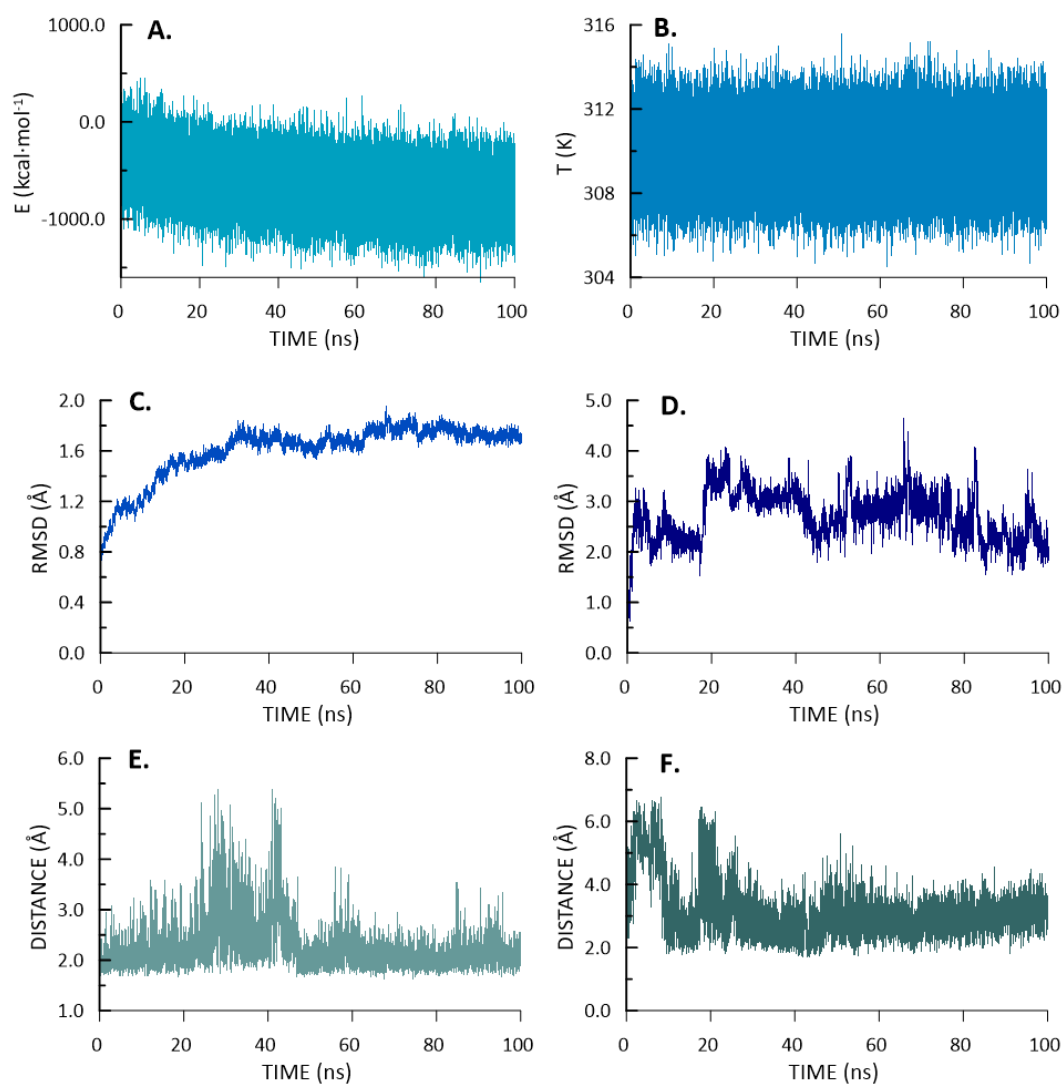 A.
E (kcal·mol⁻¹)
1000.0
0.0
-1000.0
0 20 40 60 80 100
TIME (ns)
B.
T (K)
316
312
308
304
0 20 40 60 80 100
TIME (ns)
C.
RMSD (Å)
2.0
1.6
1.2
0.8
0.4
0.0
0 20 40 60 80 100
TIME (ns)
D.
RMSD (Å)
5.0
4.0
3.0
2.0
1.0
0.0
0 20 40 60 80 100
TIME (ns)
E.
DISTANCE (Å)
6.0
5.0
4.0
3.0
2.0
1.0
0 20 40 60 80 100
TIME (ns)
F.
DISTANCE (Å)
8.0
6.0
4.0
2.0
0.0
0 20 40 60 80 100
TIME (ns)